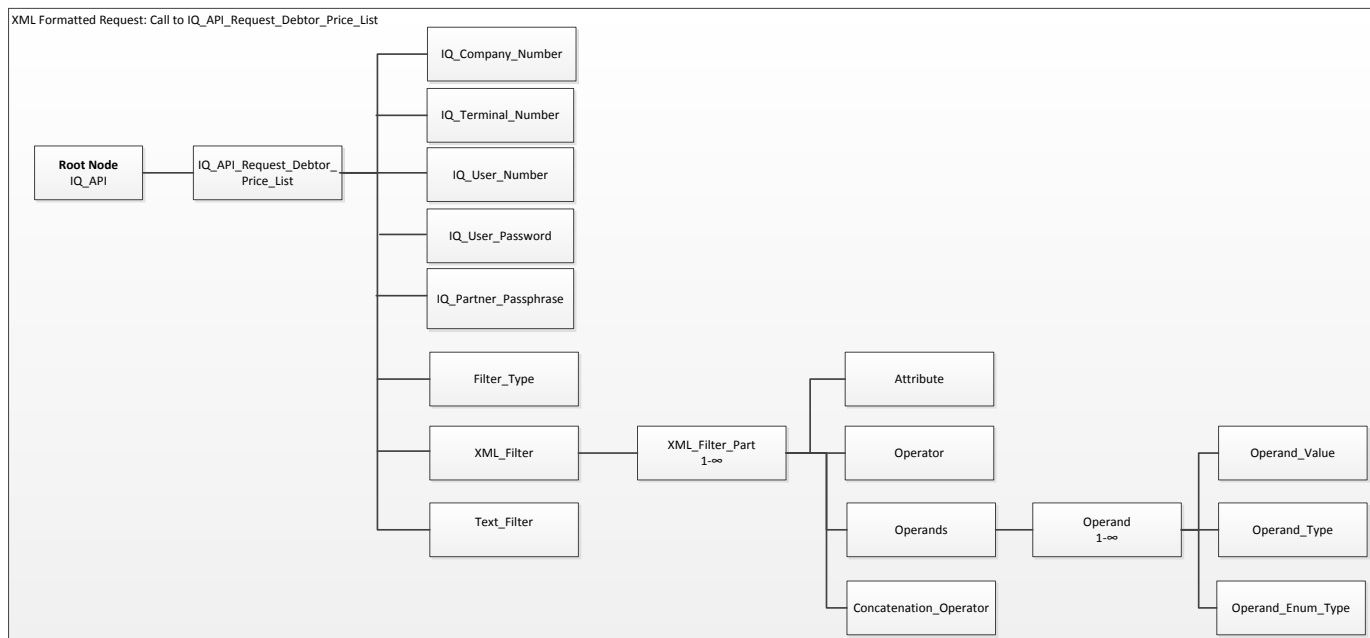 XML Formatted Request: Call to IQ_API_Request_Debtor_Price_List
IQ_Company_Number
IQ_Terminal_Number
Root Node
IQ_API
IQ_API_Request_Debtor_
Price_List
IQ_User_Number
IQ_User_Password
IQ_Partner_Passphrase
Filter_Type
Attribute
XML_Filter
XML_Filter_Part
1-∞
Operator
Operand_Value
Text_Filter
Operands
Operand
1-∞
Operand_Type
Concatenation_Operator
Operand_Enum_Type